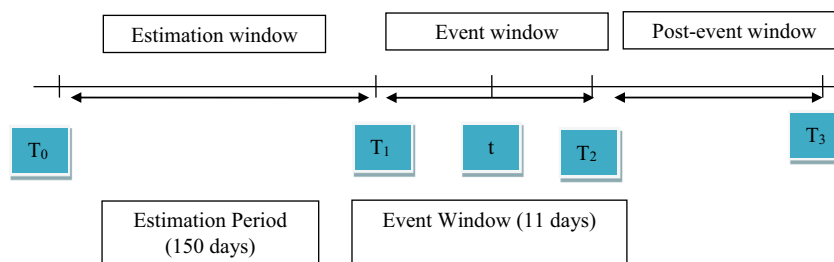 Estimation window
Event window
Post-event window
T0
T1
t
T2
T3
Estimation Period
(150 days)
Event Window (11 days)